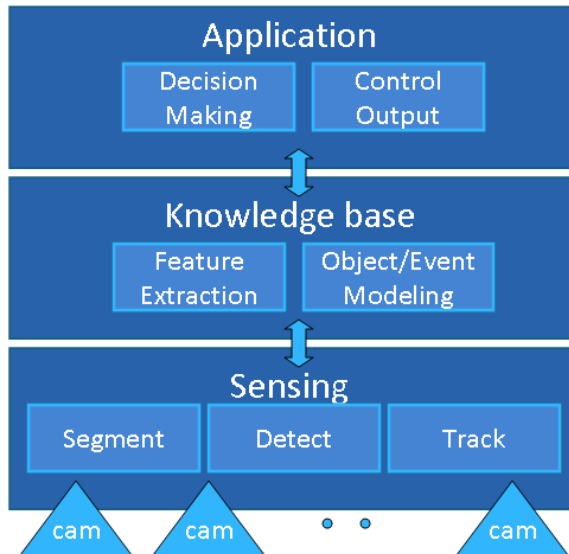 Application
Decision Making
Control Output
Knowledge base
Feature Extraction
Object/Event Modeling
Sensing
Segment
Detect
Track
cam
cam
cam